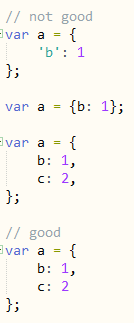 // not good
var a = {
    'b': 1
};
var a = {b: 1};
var a = {
    b: 1,
    c: 2,
};
// good
var a = {
    b: 1,
    c: 2
};